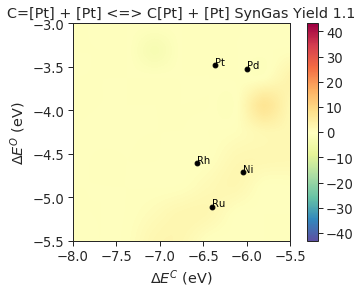 C=[Pt] + [Pt] <=> C[Pt] + [Pt] SynGas Yield 1.1
−3.0
−3.5
−4.0
−4.5
−5.0
−5.5
ΔE^O (eV)
Pt
Pd
Rh
Ni
Ru
−8.0 −7.5 −7.0 −6.5 −6.0 −5.5
ΔE^C (eV)
40
30
20
10
0
−10
−20
−30
−40